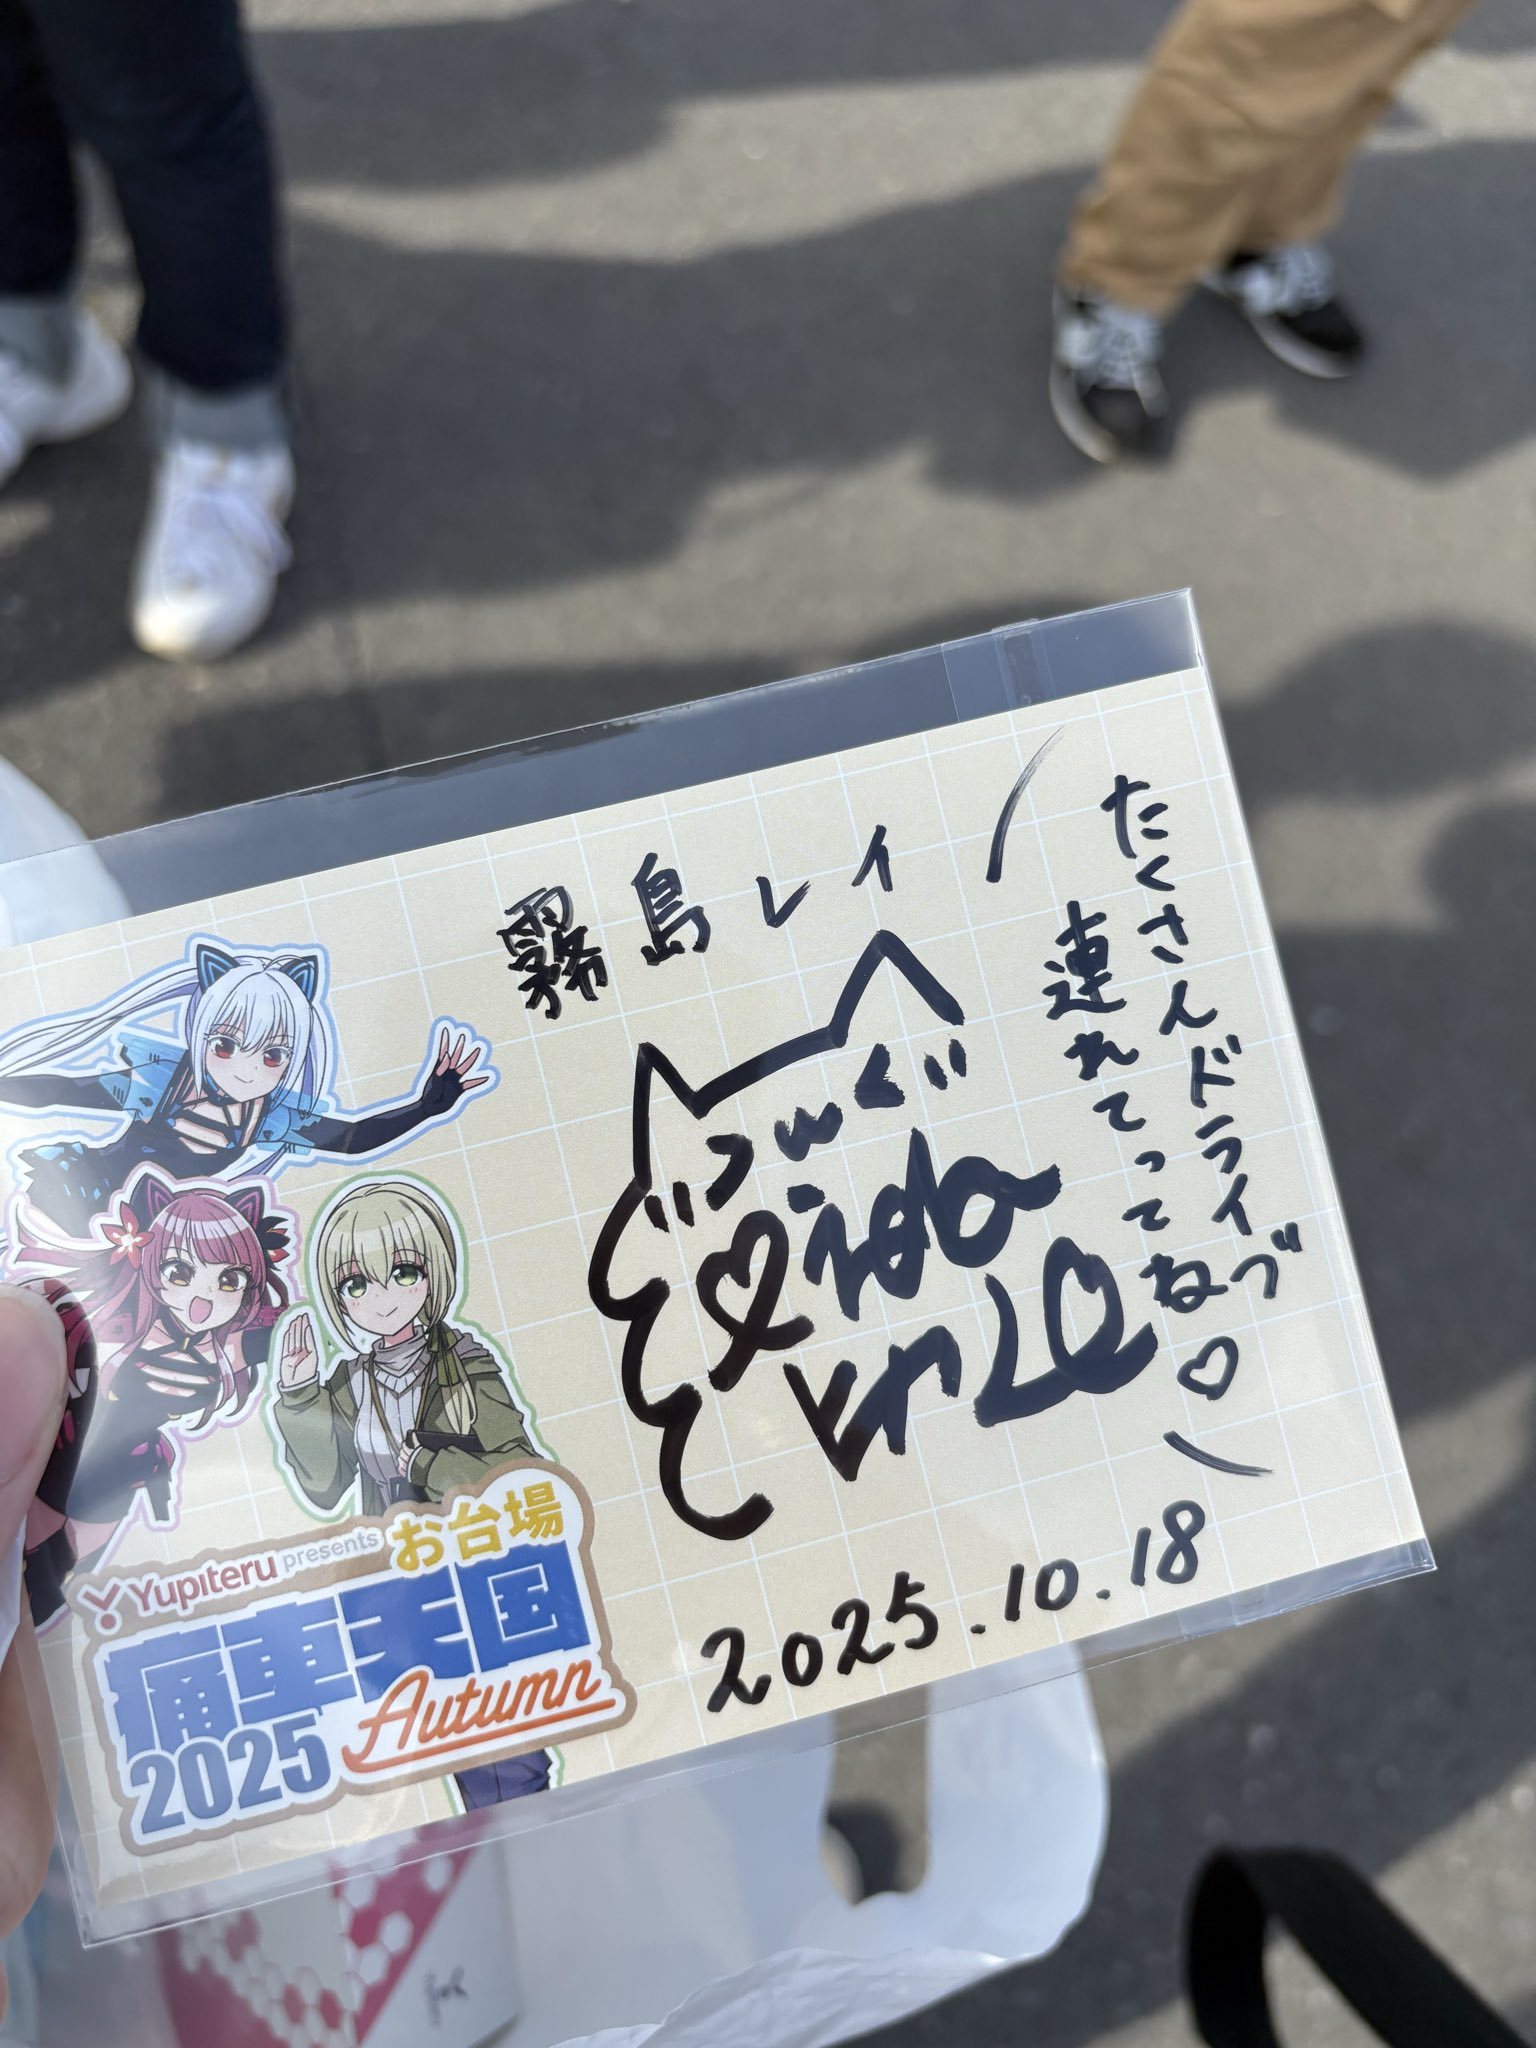 霧島レイ
たくさんドライブ
連れてってね♡
2025.10.18
Yupiteru presents お台場
痛車天国
2025 Autumn